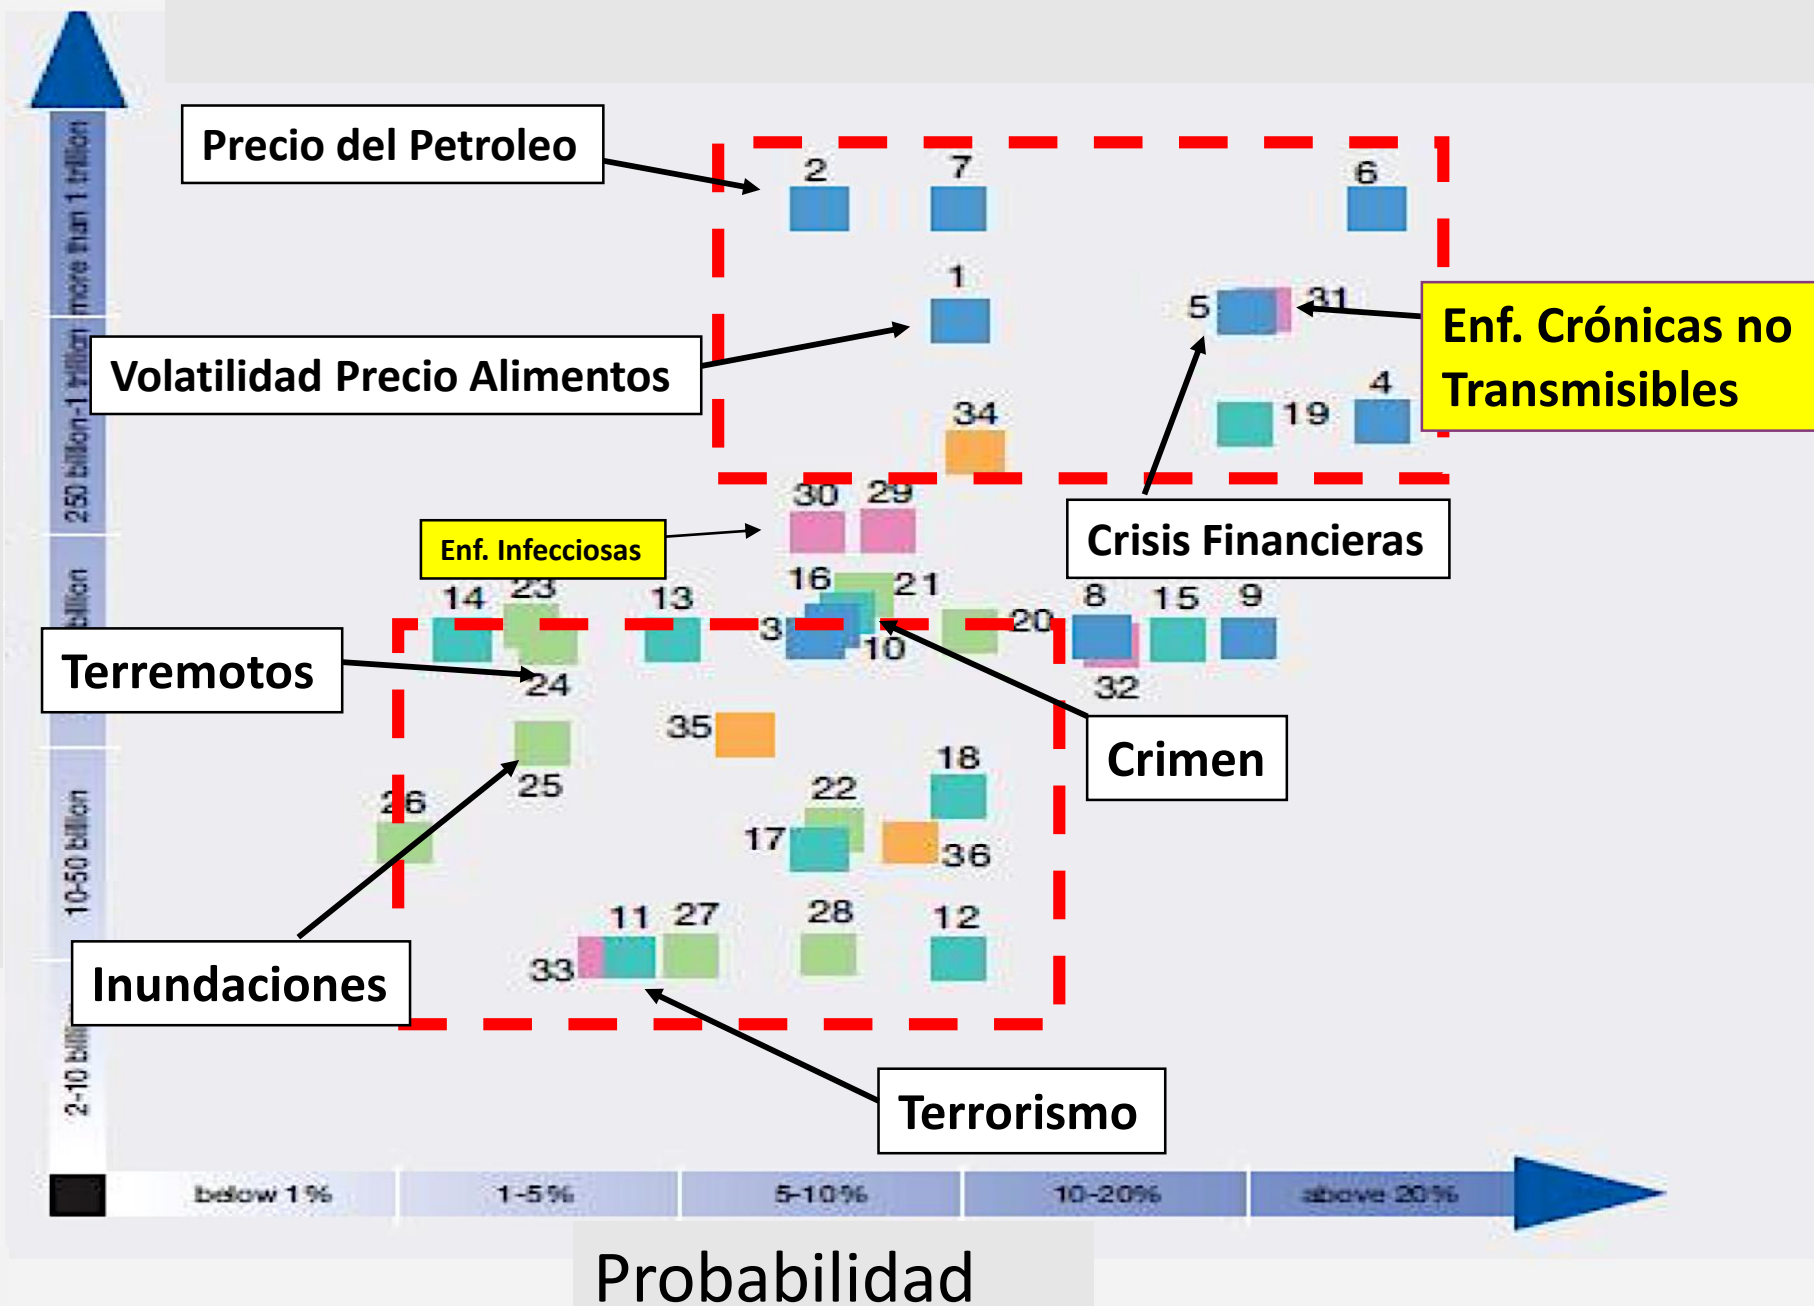 more than 1 trillion
250 billion-1 trillion
billion
10-50 billion
2-10 billi
Precio del Petroleo
2
7
6
1
5
31
Enf. Crónicas no
Transmisibles
Volatilidad Precio Alimentos
34
19
4
30
29
Crisis Financieras
Enf. Infecciosas
14
23
13
16
21
20
8
15
9
3
10
32
Terremotos
24
35
Crimen
25
26
22
18
17
36
Inundaciones
33
11
27
28
12
Terrorismo
below 1%
1-5%
5-10%
10-20%
above 20%
Probabilidad